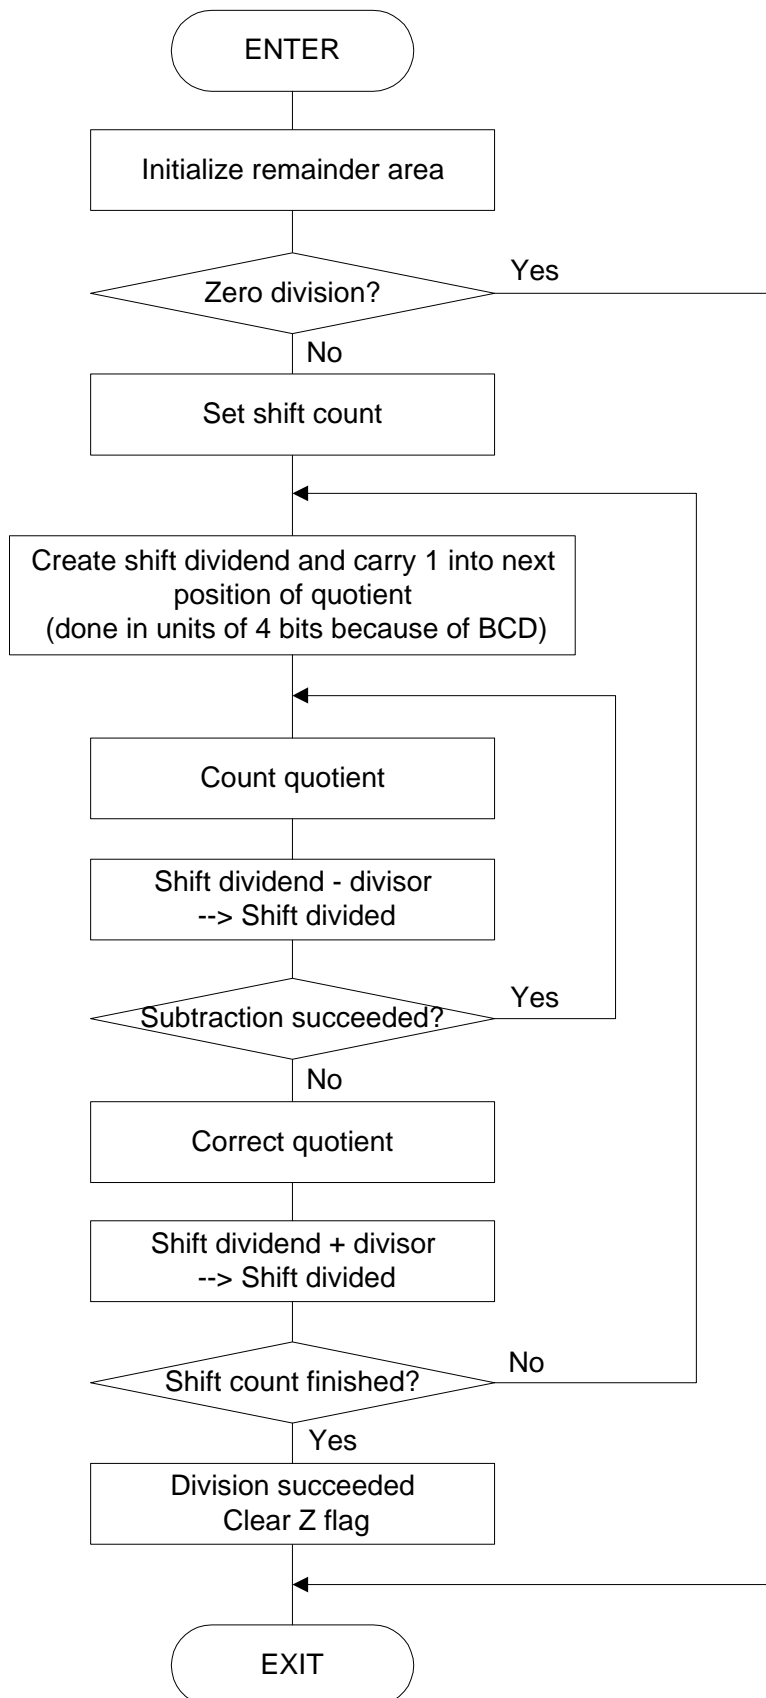 ENTER
Initialize remainder area
Zero division?
Yes
No
Set shift count
Create shift dividend and carry 1 into next
position of quotient
(done in units of 4 bits because of BCD)
Count quotient
Shift dividend - divisor
--> Shift divided
Subtraction succeeded?
Yes
No
Correct quotient
Shift dividend + divisor
--> Shift divided
Shift count finished?
No
Yes
Division succeeded
Clear Z flag
EXIT